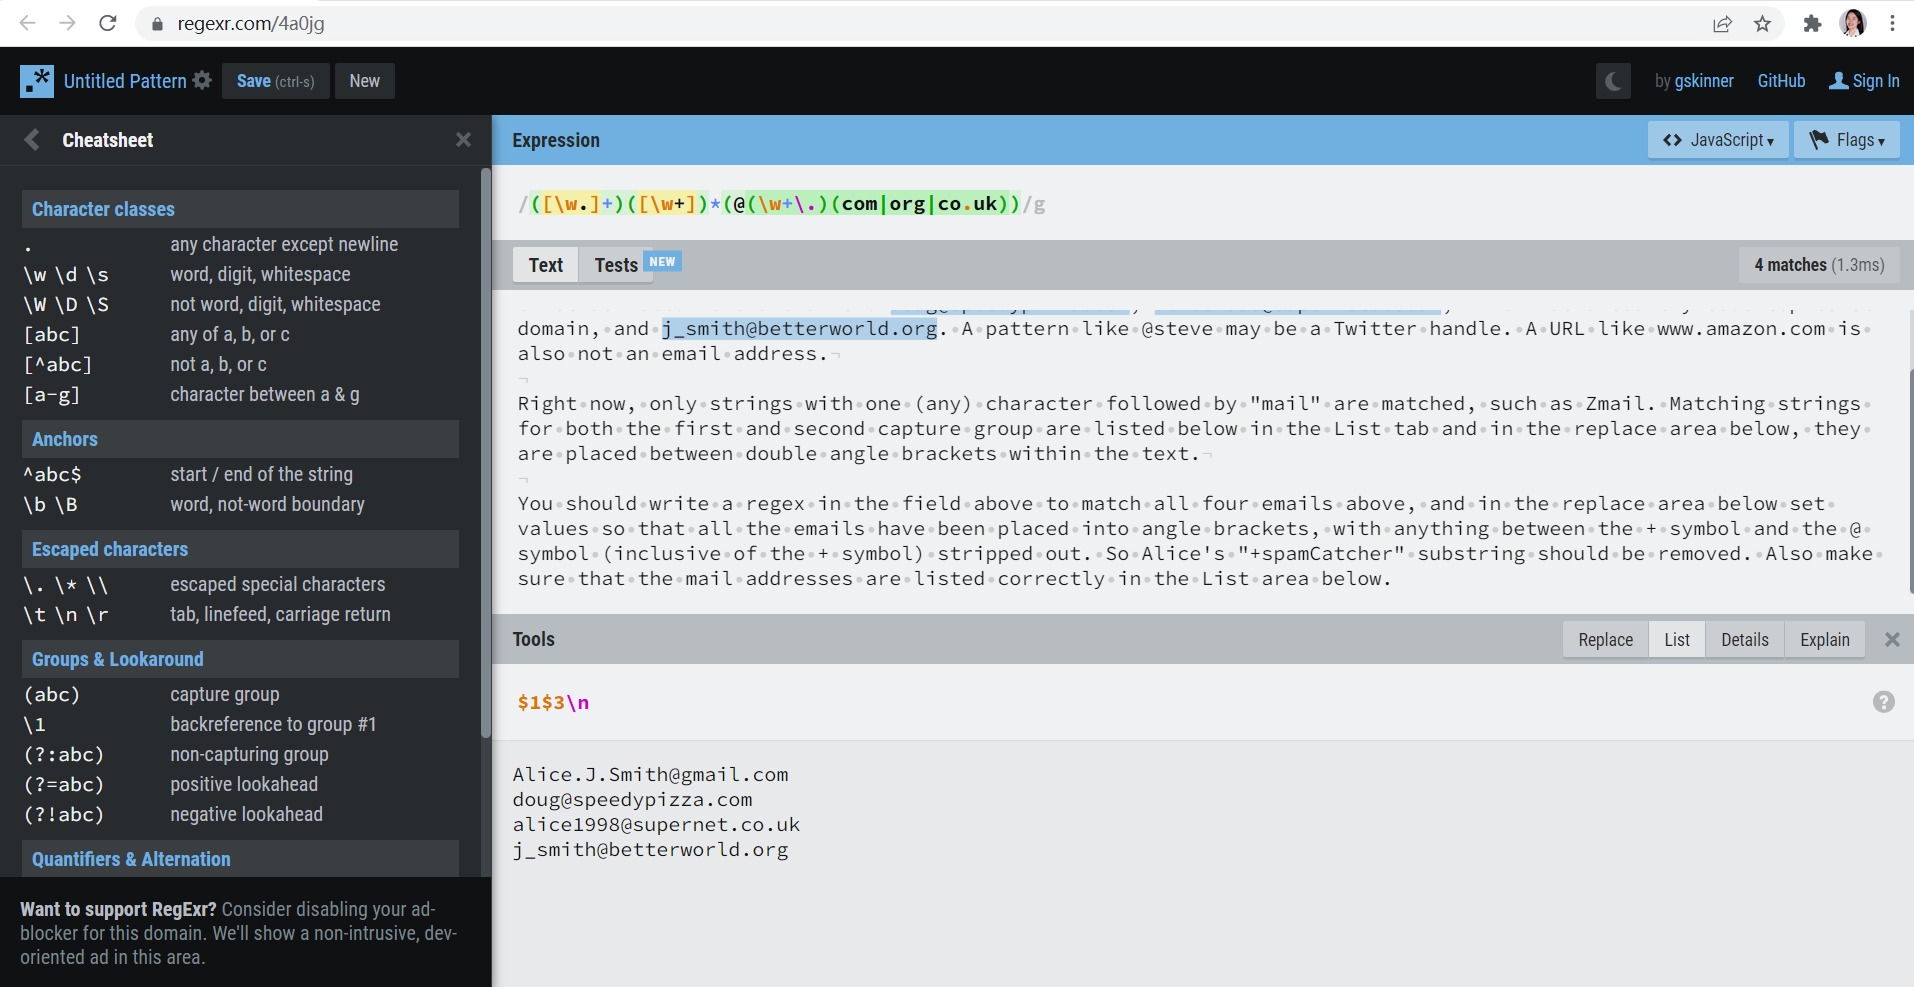 regexr.com/4a0jg
Untitled Pattern Save (ctrl-s) New by gskinner GitHub Sign In
Cheatsheet
Character classes
. any character except newline
\w \d \s word, digit, whitespace
\W \D \S not word, digit, whitespace
[abc] any of a, b, or c
[^abc] not a, b, or c
[a-g] character between a & g
Anchors
^abc$ start / end of the string
\b \B word, not-word boundary
Escaped characters
\. \* \\ escaped special characters
\t \n \r tab, linefeed, carriage return
Groups & Lookaround
(abc) capture group
\1 backreference to group #1
(?:abc) non-capturing group
(?=abc) positive lookahead
(?!abc) negative lookahead
Quantifiers & Alternation
Want to support RegExr? Consider disabling your ad-
blocker for this domain. We'll show a non-intrusive, dev-
oriented ad in this area.
Expression JavaScript Flags
/([\w.]+)([\w+])*(@(\w+\.)(com|org|co.uk))/g
Text Tests NEW 4 matches (1.3ms)
domain, and j_smith@betterworld.org. A pattern like @steve may be a Twitter handle. A URL like www.amazon.com is
also not an email address.
Right now, only strings with one (any) character followed by "mail" are matched, such as Zmail. Matching strings
for both the first and second capture group are listed below in the List tab and in the replace area below, they
are placed between double angle brackets within the text.
You should write a regex in the field above to match all four emails above, and in the replace area below set
values so that all the emails have been placed into angle brackets, with anything between the + symbol and the @
symbol (inclusive of the + symbol) stripped out. So Alice's "+spamCatcher" substring should be removed. Also make
sure that the mail addresses are listed correctly in the List area below.
Tools Replace List Details Explain
$1$3\n
Alice.J.Smith@gmail.com
doug@speedypizza.com
alice1998@supernet.co.uk
j_smith@betterworld.org